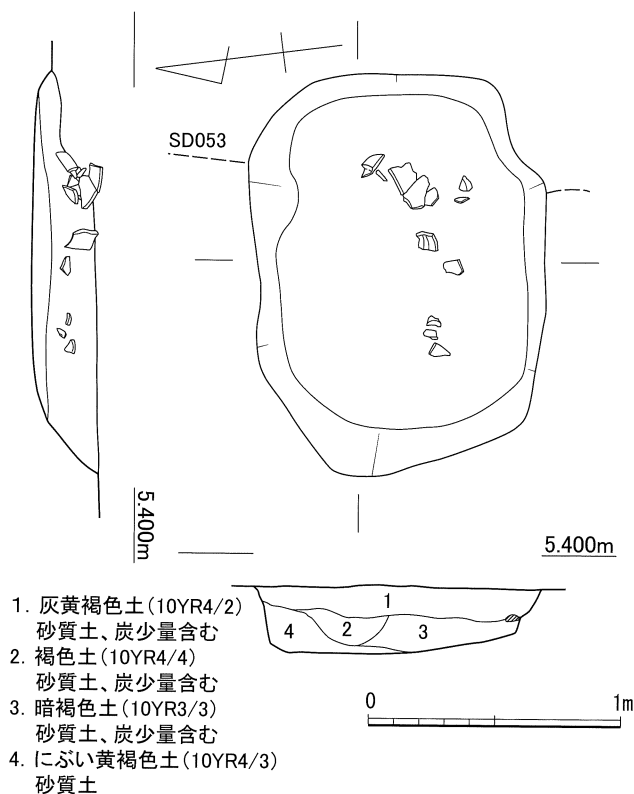 SD053
5.400m
5.400m
1
4
2
3
1. 灰黄褐色土(10YR4/2)
砂質土、炭少量含む
2. 褐色土(10YR4/4)
砂質土、炭少量含む
3. 暗褐色土(10YR3/3)
砂質土、炭少量含む
4. にぶい黄褐色土(10YR4/3)
砂質土
0
1m